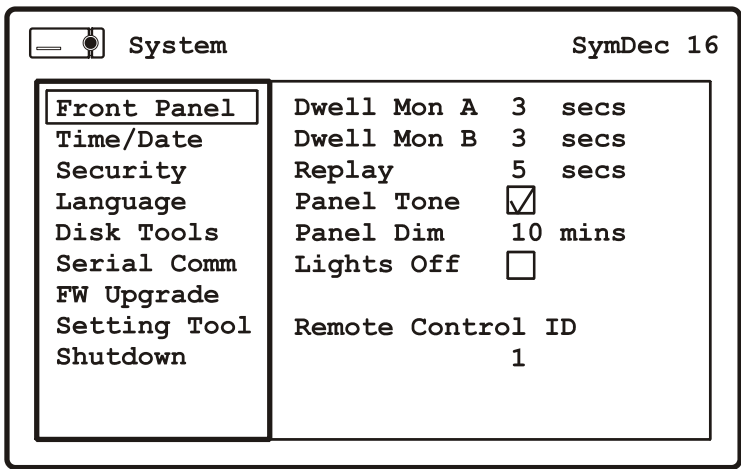 System SymDec 16
Front Panel
Time/Date
Security
Language
Disk Tools
Serial Comm
FW Upgrade
Setting Tool
Shutdown
Dwell Mon A 3 secs
Dwell Mon B 3 secs
Replay 5 secs
Panel Tone
Panel Dim 10 mins
Lights Off
Remote Control ID
1